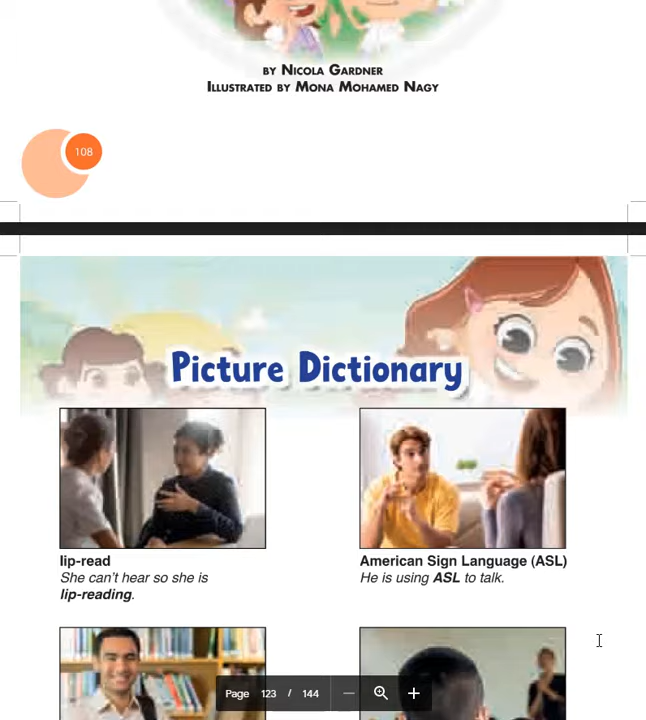 BY NICOLA GARDNER
ILLUSTRATED BY MONA MOHAMED NAGY
108
Picture Dictionary
lip-read
She can't hear so she is
lip-reading.
American Sign Language (ASL)
He is using ASL to talk.
Page 123 / 144